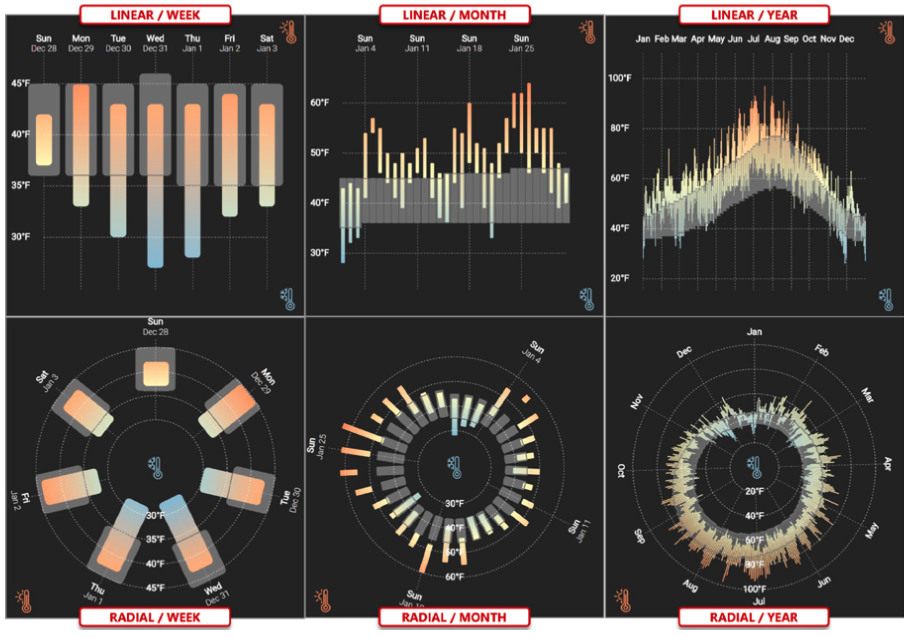 LINEAR / WEEK
LINEAR / MONTH
LINEAR / YEAR
Sun Mon Tue Wed Thu Fri Sat
Dec 28 Dec 29 Dec 30 Dec 31 Jan 1 Jan 2 Jan 3
45°F
40°F
35°F
30°F
Sun Sun Sun Sun
Jan 4 Jan 11 Jan 18 Jan 25
60°F
50°F
40°F
30°F
Jan Feb Mar Apr May Jun Jul Aug Sep Oct Nov Dec
100°F
80°F
60°F
40°F
20°F
Sun
Dec 28
Mon
Dec 29
Tue
Dec 30
Wed
Dec 31
Thu
Jan 1
Fri
Jan 2
Sat
Jan 3
30°F
35°F
40°F
45°F
Sun
Jan 4
Sun
Jan 11
Sun
Sun
Jan 25
30°F
40°F
50°F
60°F
Jan
Feb
Mar
Apr
May
Jun
Jul
Aug
Sep
Oct
Nov
Dec
20°F
40°F
60°F
80°F
100°F
RADIAL / WEEK
RADIAL / MONTH
RADIAL / YEAR